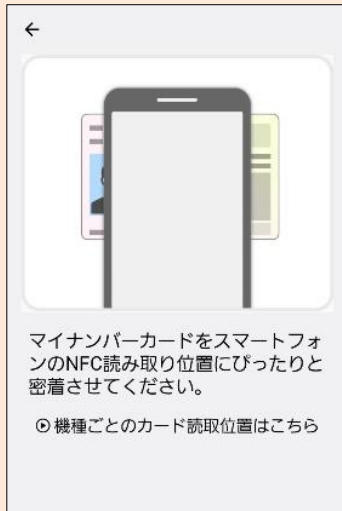 マイナンバーカードをスマートフォ
ンのNFC読み取り位置にぴったりと
密着させてください。
機種ごとのカード読取位置はこちら